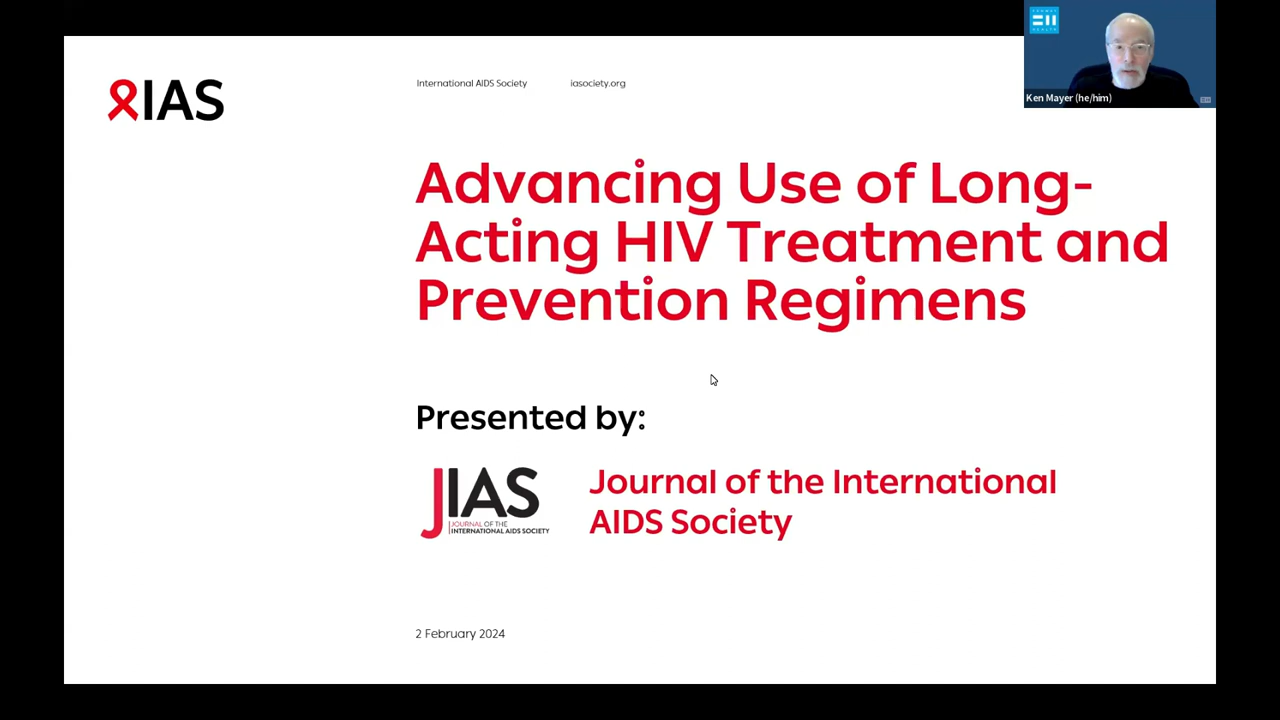 IAS
International AIDS Society
iasociety.org
Ken Mayer (he/him)
Advancing Use of Long-
Acting HIV Treatment and
Prevention Regimens
Presented by:
JIAS
JOURNAL OF THE
INTERNATIONAL AIDS SOCIETY
Journal of the International
AIDS Society
2 February 2024